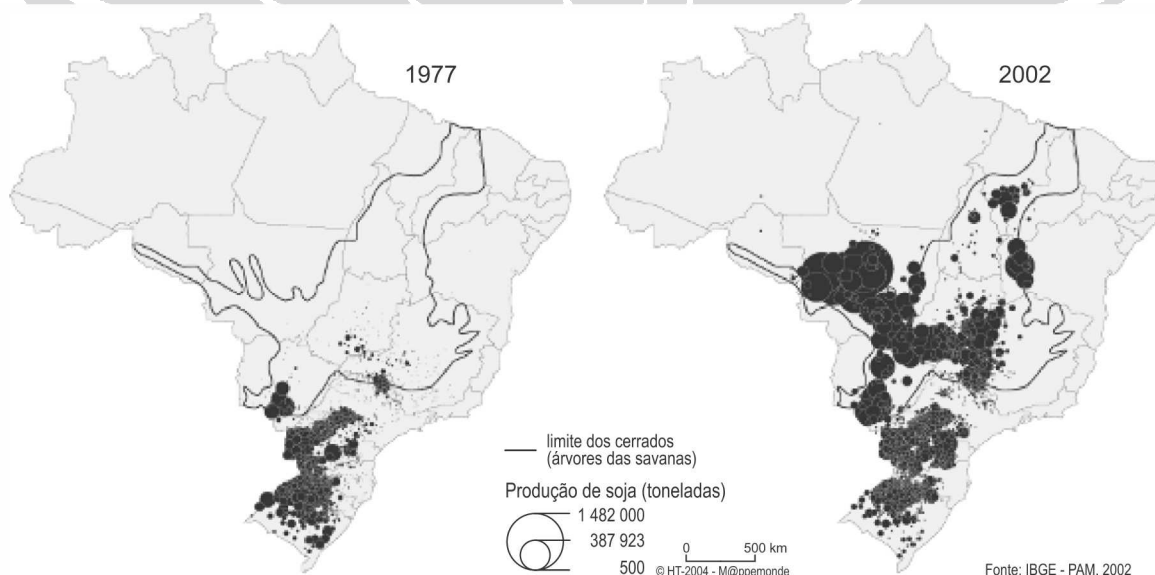 1977
2002
limite dos cerrados
(árvores das savanas)
Produção de soja (toneladas)
1 482 000
387 923
500
0 500 km
© HT-2004 - M@ppemonde
Fonte: IBGE - PAM, 2002